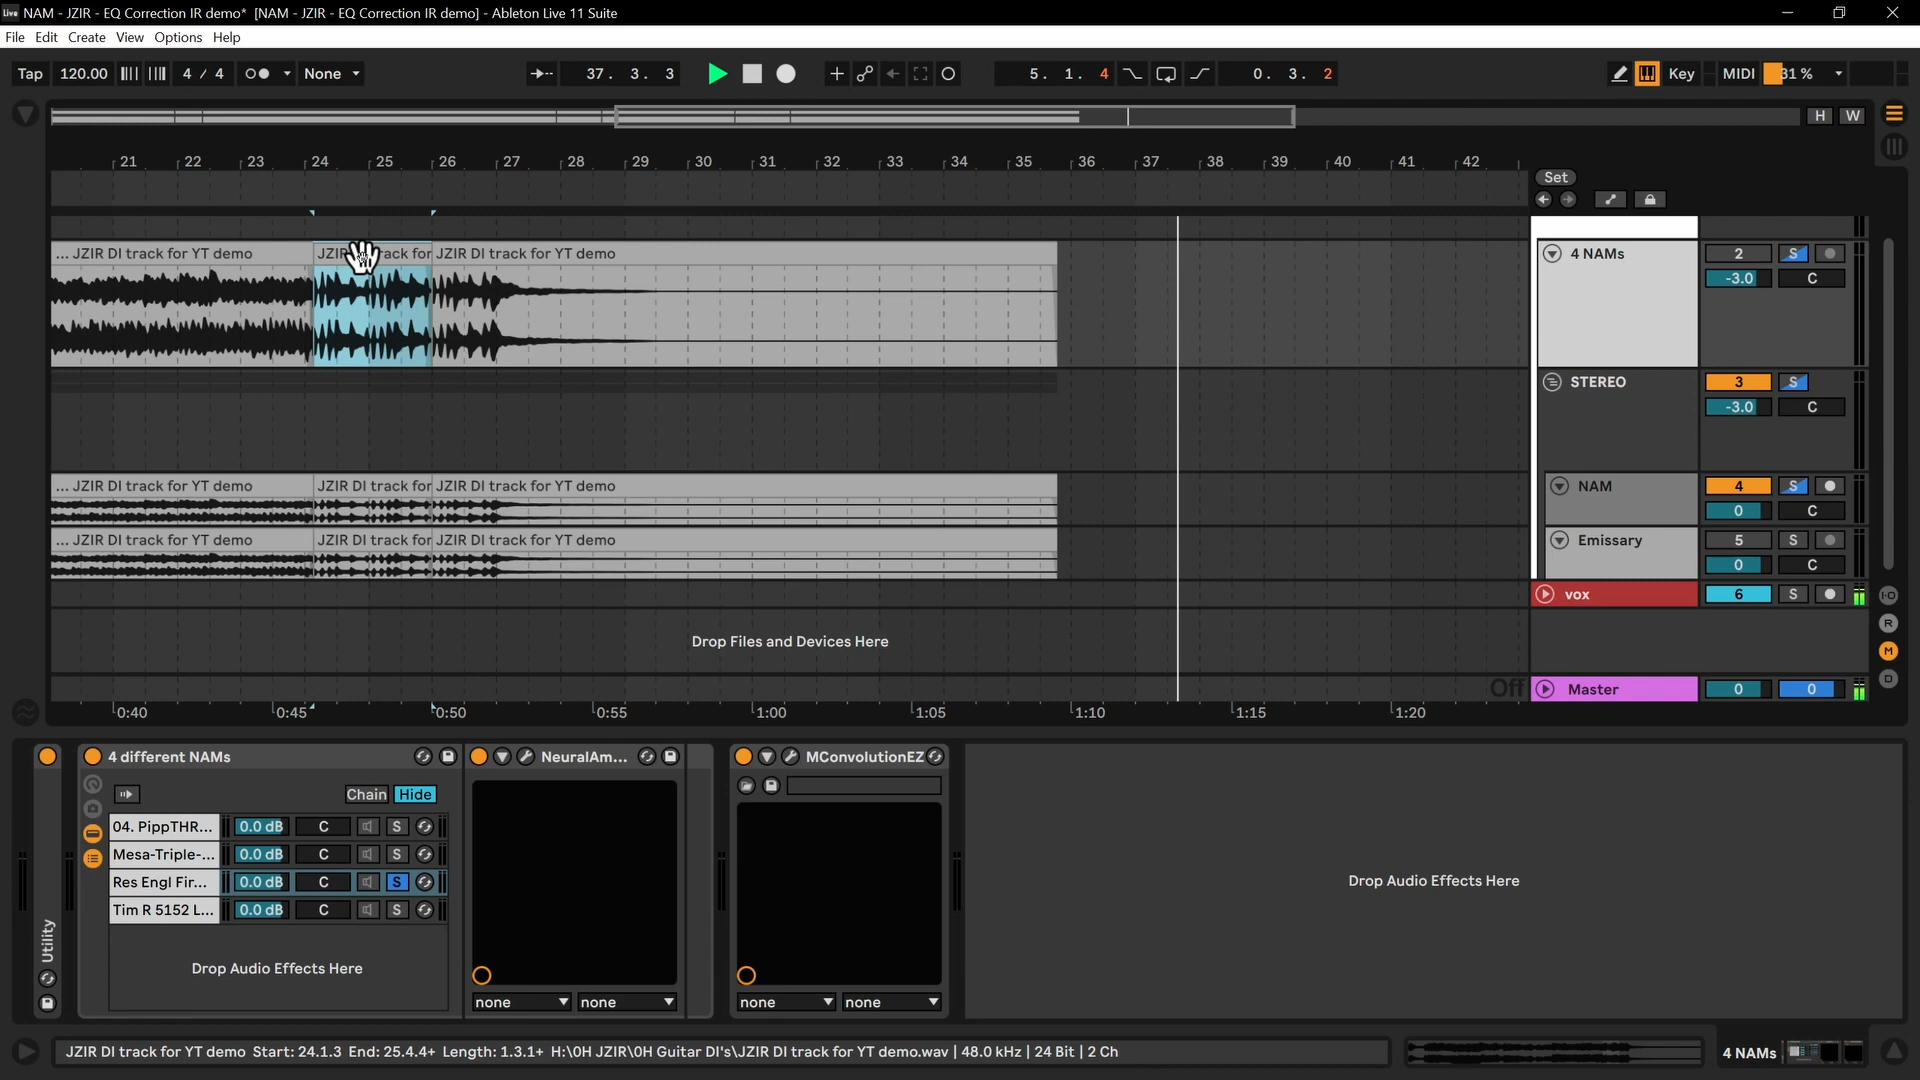 NAM - JZIR - EQ Correction IR demo* [NAM - JZIR - EQ Correction IR demo] - Ableton Live 11 Suite
File Edit Create View Options Help
Tap 120.00 4 / 4 None 37. 3. 3 5. 1. 4 0. 3. 2 Key MIDI 31 %
H W
21 22 23 24 25 26 27 28 29 30 31 32 33 34 35 36 37 38 39 40 41 42
Set
... JZIR DI track for YT demo JZIR DI track for JZIR DI track for YT demo 4 NAMs 2 S
-3.0 C
STEREO 3 S
-3.0 C
... JZIR DI track for YT demo JZIR DI track for JZIR DI track for YT demo NAM 4 S
0 C
... JZIR DI track for YT demo JZIR DI track for JZIR DI track for YT demo Emissary 5 S
0 C
vox 6 S
Drop Files and Devices Here
Off Master 0 0
0:40 0:45 0:50 0:55 1:00 1:05 1:10 1:15 1:20
I-O
R
M
D
Utility
4 different NAMs NeuralAm... MConvolutionEZ
Chain Hide
04. PippTHR... 0.0 dB C S
Mesa-Triple-... 0.0 dB C S
Res Engl Fir... 0.0 dB C S
Tim R 5152 L... 0.0 dB C S
Drop Audio Effects Here
none none none none
Drop Audio Effects Here
JZIR DI track for YT demo Start: 24.1.3 End: 25.4.4+ Length: 1.3.1+ H:\0H JZIR\0H Guitar DI's\JZIR DI track for YT demo.wav | 48.0 kHz | 24 Bit | 2 Ch
4 NAMs